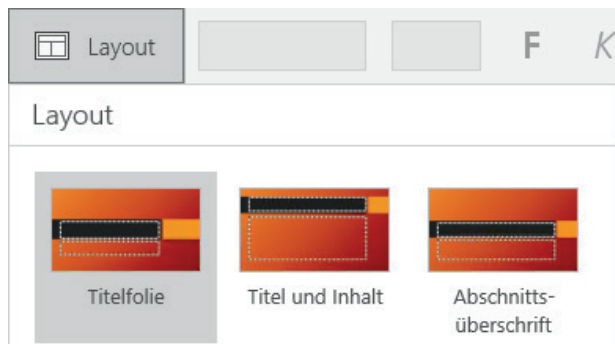 Layout F K
Layout
Titelfolie Titel und Inhalt Abschnitts-
überschrift